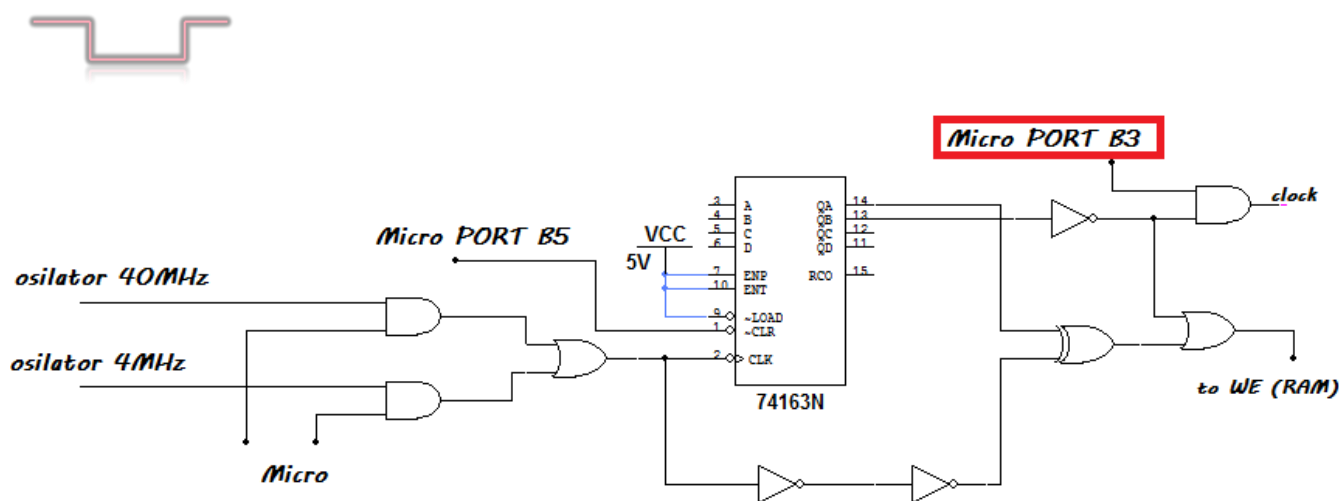 Micro PORT B3
clock
3 A QA 14
4 B QB 13
5 C QC 12
6 D QD 11
Micro PORT B5
VCC
5V
7 ENP RCO 15
10 ENT
osilator 40MHz
9 ~LOAD
1 ~CLR
osilator 4MHz
2 CLK
74163N
to WE (RAM)
Micro